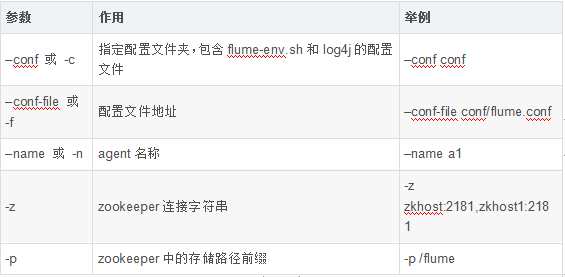 参数 作用 举例
–conf 或 -c 指定配置文件夹，包含 flume-env.sh 和 log4j 的配置文件 –conf conf
–conf-file 或 -f 配置文件地址 –conf-file conf/flume.conf
–name 或 -n agent 名称 –name a1
-z zookeeper 连接字符串 -z zkhost:2181,zkhost1:2181
-p zookeeper 中的存储路径前缀 -p /flume